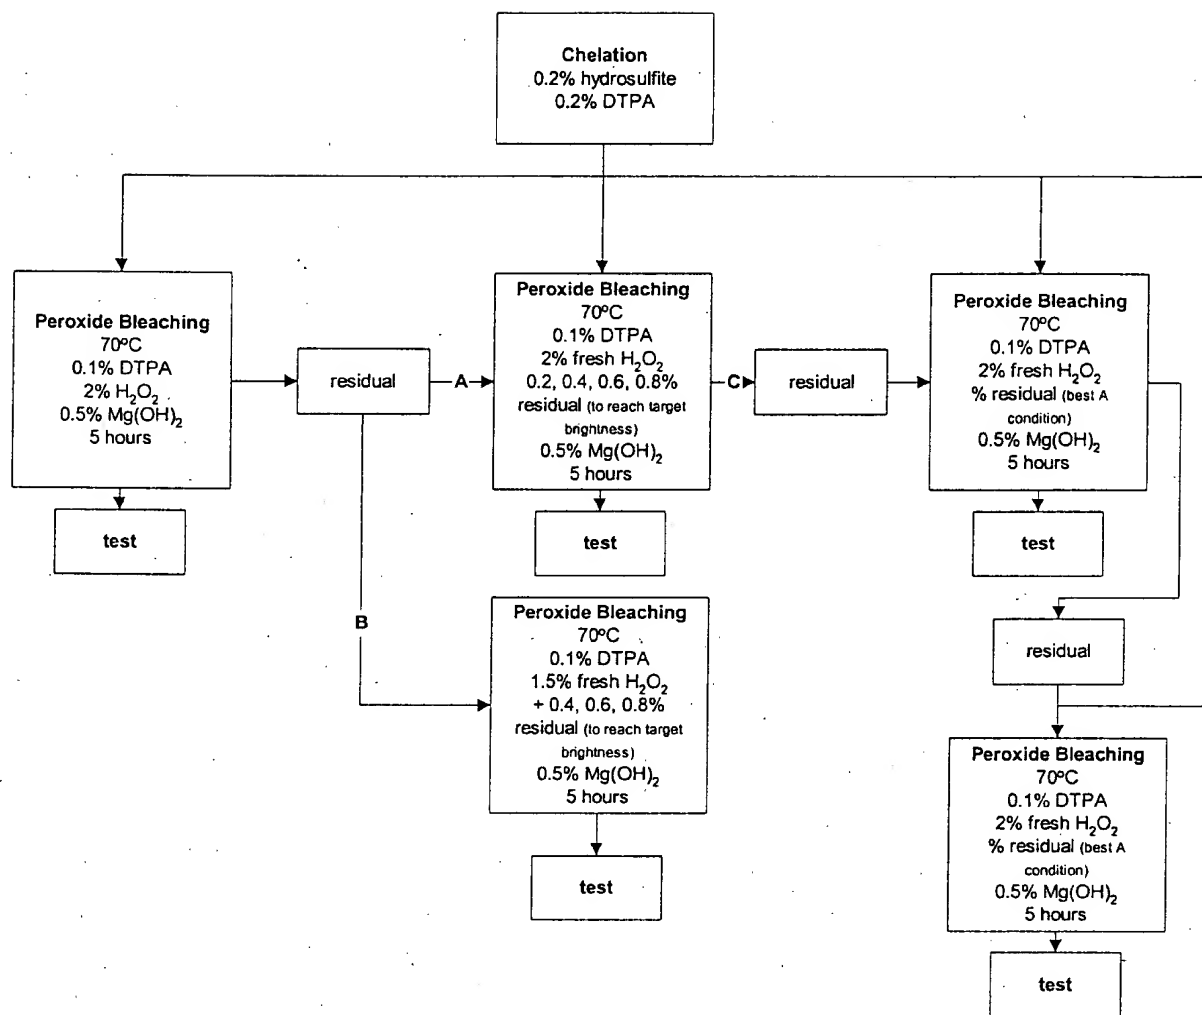 Chelation
0.2% hydrosulfite
0.2% DTPA
Peroxide Bleaching
70ºC
0.1% DTPA
2% H₂O₂
0.5% Mg(OH)₂
5 hours
test
residual
A
B
Peroxide Bleaching
70ºC
0.1% DTPA
2% fresh H₂O₂
0.2, 0.4, 0.6, 0.8%
residual (to reach target
brightness)
0.5% Mg(OH)₂
5 hours
test
Peroxide Bleaching
70ºC
0.1% DTPA
1.5% fresh H₂O₂
+ 0.4, 0.6, 0.8%
residual (to reach target
brightness)
0.5% Mg(OH)₂
5 hours
test
C
residual
Peroxide Bleaching
70ºC
0.1% DTPA
2% fresh H₂O₂
% residual (best A
condition)
0.5% Mg(OH)₂
5 hours
test
residual
Peroxide Bleaching
70ºC
0.1% DTPA
2% fresh H₂O₂
% residual (best A
condition)
0.5% Mg(OH)₂
5 hours
test